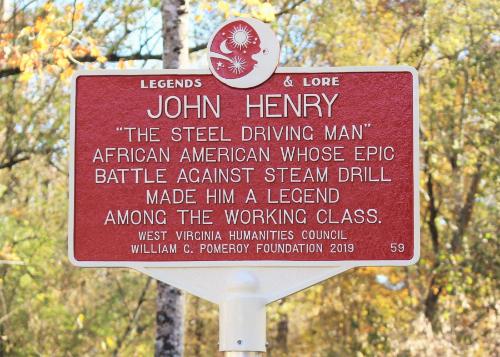 LEGENDS & LORE
JOHN HENRY
“THE STEEL DRIVING MAN”
AFRICAN AMERICAN WHOSE EPIC
BATTLE AGAINST STEAM DRILL
MADE HIM A LEGEND
AMONG THE WORKING CLASS.
WEST VIRGINIA HUMANITIES COUNCIL
WILLIAM C. POMEROY FOUNDATION 2019 59